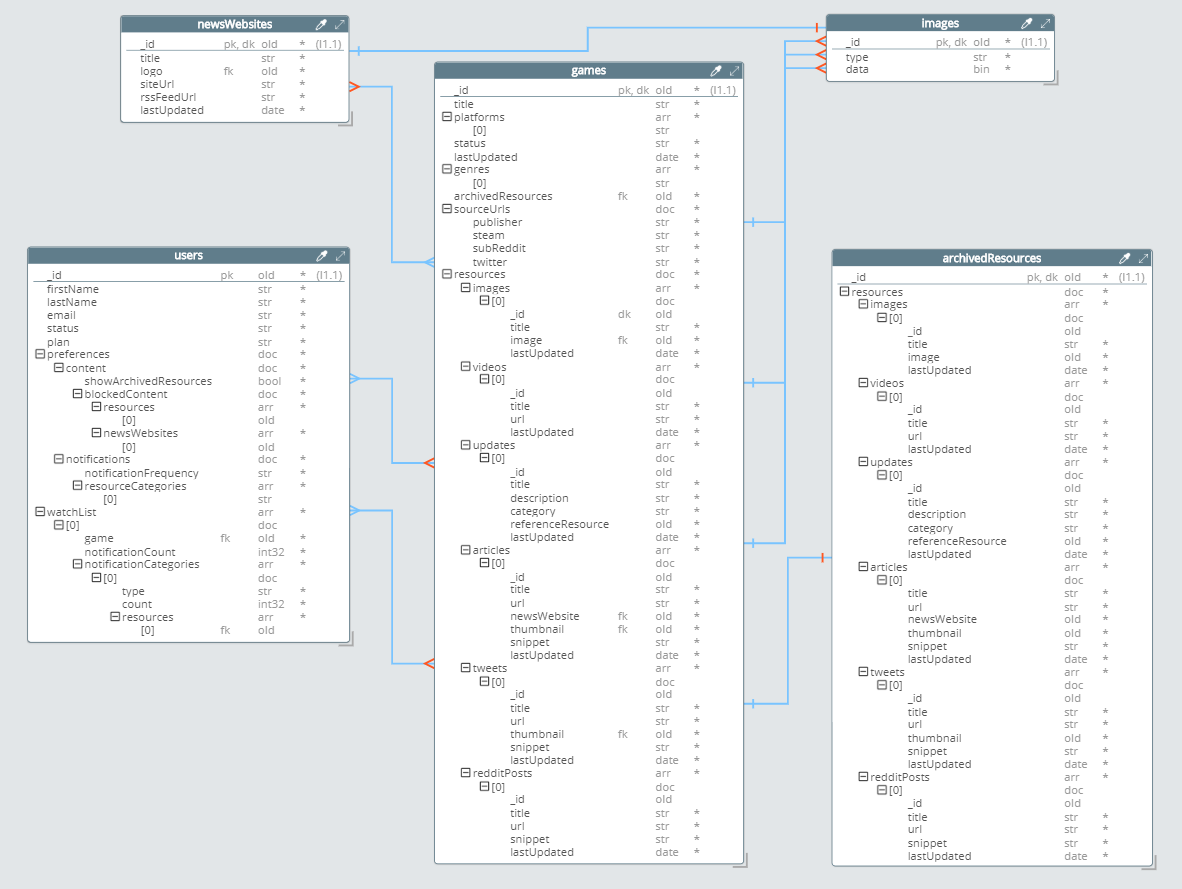 newsWebsites
_id pk, dk oId * (I1.1)
title str *
logo fk oId *
siteUrl str *
rssFeedUrl str *
lastUpdated date *
images
_id pk, dk oId * (I1.1)
type str *
data bin *
games
_id pk, dk oId * (I1.1)
title str *
platforms arr *
[0] str
status str *
lastUpdated date *
genres arr *
[0] str
archivedResources fk oId *
sourceUrls doc *
publisher str *
steam str *
subReddit str *
twitter str *
resources doc *
images arr *
[0] doc
_id dk oId
title str *
image fk oId *
lastUpdated date *
videos arr *
[0] doc
_id oId
title str *
url str *
lastUpdated date *
updates arr *
[0] doc
_id oId
title str *
description str *
category str *
referenceResource oId *
lastUpdated date *
articles arr *
[0] doc
_id oId
title str *
url str *
newsWebsite fk oId *
thumbnail fk oId *
snippet str *
lastUpdated date *
tweets arr *
[0] doc
_id oId
title str *
url str *
thumbnail fk oId *
snippet str *
lastUpdated date *
redditPosts arr *
[0] doc
_id oId
title str *
url str *
snippet str *
lastUpdated date *
users
_id pk oId * (I1.1)
firstName str *
lastName str *
email str *
status str *
plan str *
preferences doc *
content doc *
showArchivedResources bool *
blockedContent doc *
resources arr *
[0] oId
newsWebsites arr *
[0] oId
notifications doc *
notificationFrequency str *
resourceCategories arr *
[0] str
watchList arr *
[0] doc
game fk oId *
notificationCount int32 *
notificationCategories arr *
[0] doc
type str *
count int32 *
resources arr *
[0] fk oId
archivedResources
_id pk, dk oId * (I1.1)
resources doc *
images arr *
[0] doc
_id oId
title str *
image oId *
lastUpdated date *
videos arr *
[0] doc
_id oId
title str *
url str *
lastUpdated date *
updates arr *
[0] doc
_id oId
title str *
description str *
category str *
referenceResource oId *
lastUpdated date *
articles arr *
[0] doc
title str *
url str *
newsWebsite oId *
thumbnail oId *
snippet str *
lastUpdated date *
tweets arr *
[0] doc
_id oId
title str *
url str *
thumbnail oId *
snippet str *
lastUpdated date *
redditPosts arr *
[0] doc
_id oId
title str *
url str *
snippet str *
lastUpdated date *